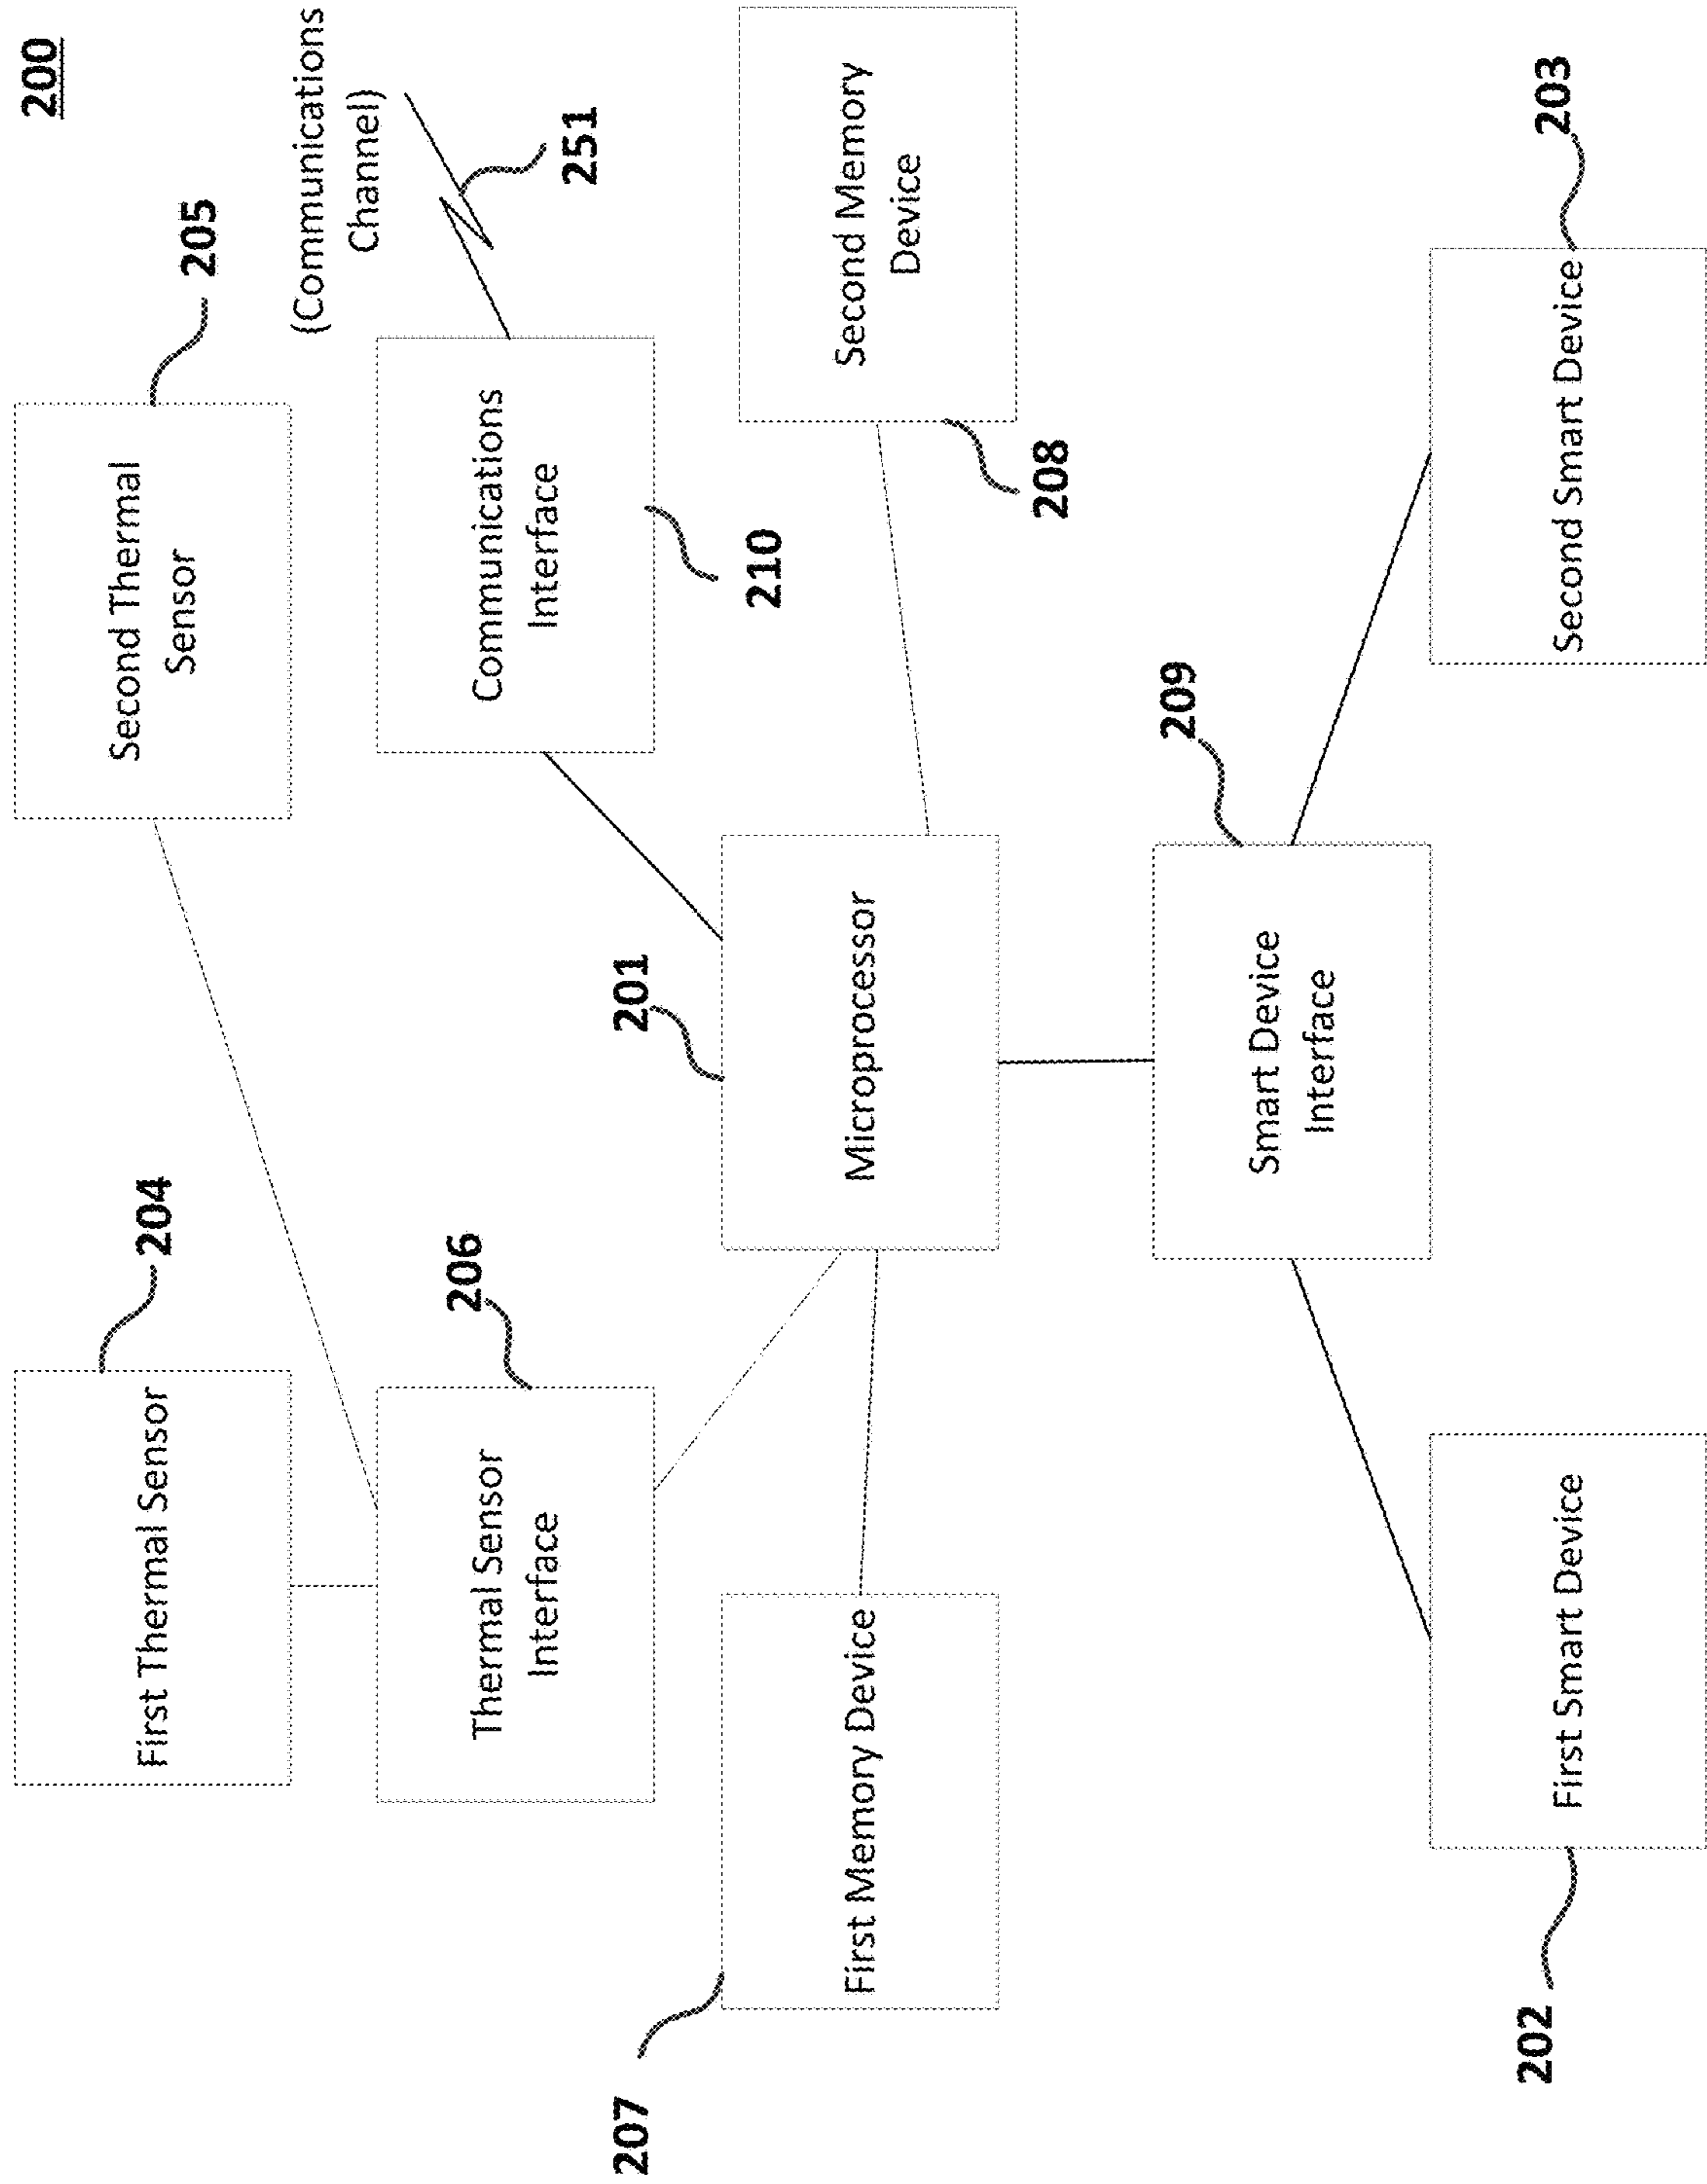 200
First Thermal Sensor
204
Second Thermal
Sensor
205
{Communications
Channel}
251
Thermal Sensor
Interface
206
Communications
Interface
210
First Memory Device
207
Microprocessor
201
Second Memory
Device
208
Smart Device
Interface
209
First Smart Device
202
Second Smart Device
203